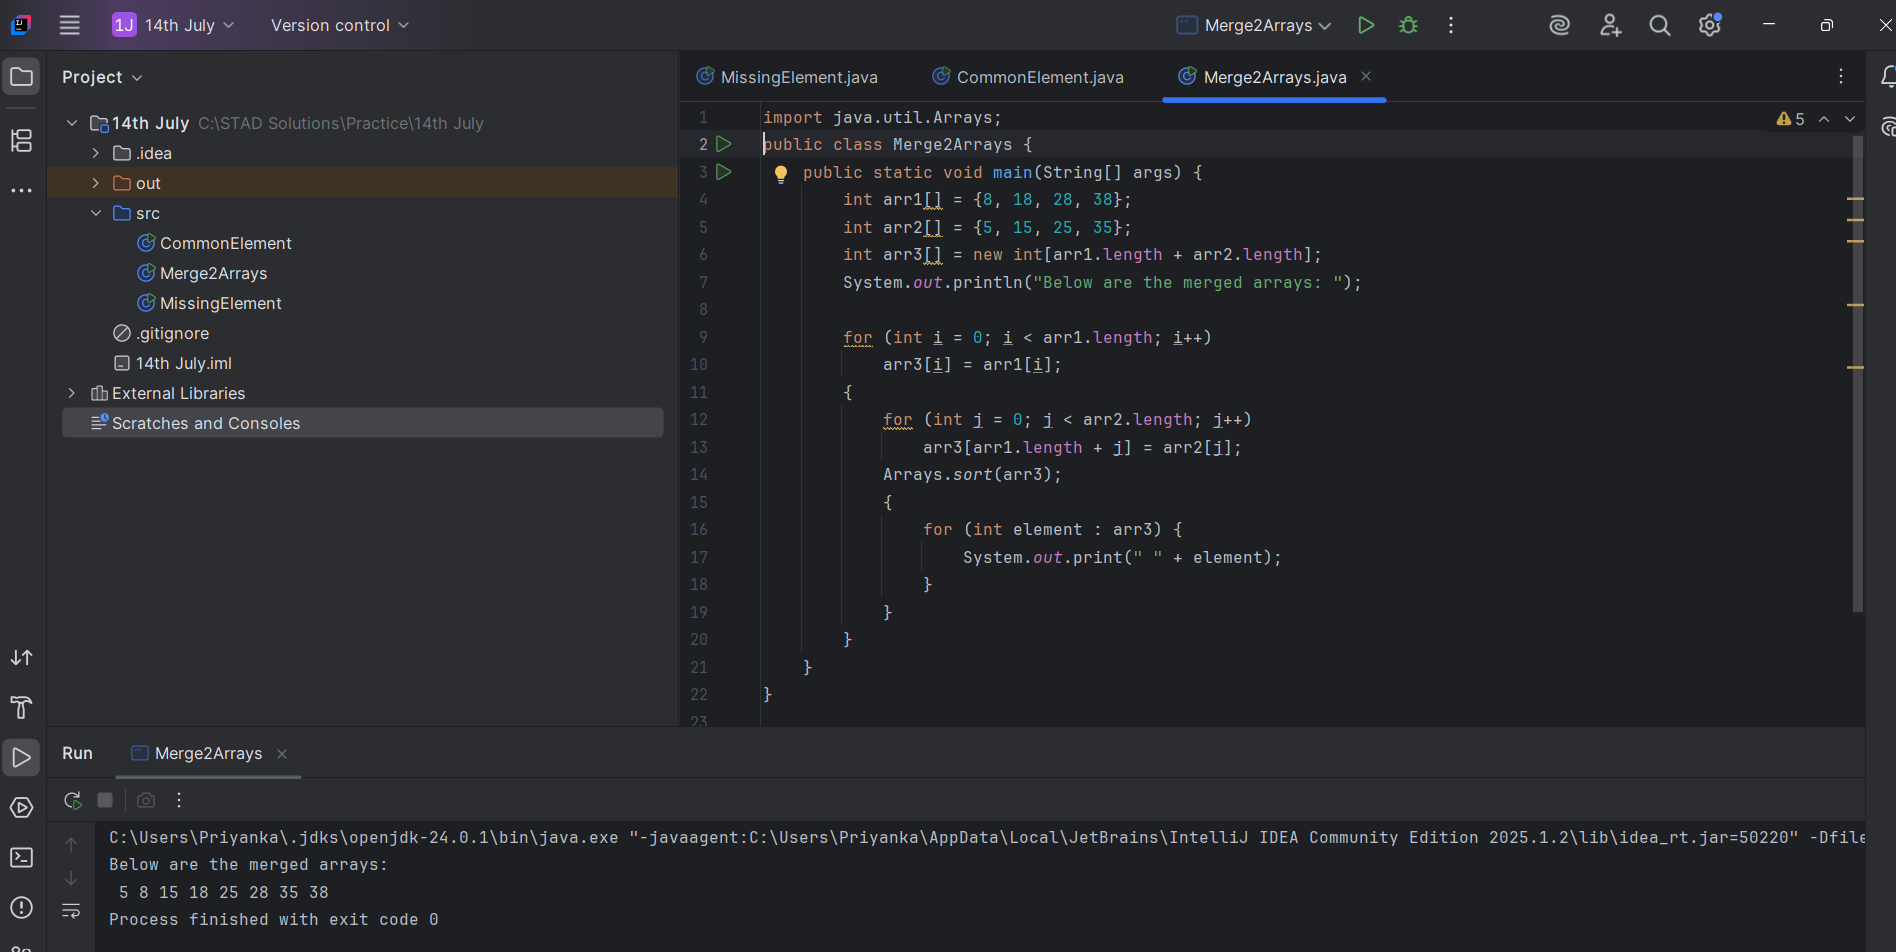 1J 14th July Version control Merge2Arrays
Project
14th July C:\STAD Solutions\Practice\14th July
.idea
out
src
CommonElement
Merge2Arrays
MissingElement
.gitignore
14th July.iml
External Libraries
Scratches and Consoles
MissingElement.java CommonElement.java Merge2Arrays.java
5
1 import java.util.Arrays;
2 public class Merge2Arrays {
3 public static void main(String[] args) {
4 int arr1[] = {8, 18, 28, 38};
5 int arr2[] = {5, 15, 25, 35};
6 int arr3[] = new int[arr1.length + arr2.length];
7 System.out.println("Below are the merged arrays: ");
8
9 for (int i = 0; i < arr1.length; i++)
10 arr3[i] = arr1[i];
11 {
12 for (int j = 0; j < arr2.length; j++)
13 arr3[arr1.length + j] = arr2[j];
14 Arrays.sort(arr3);
15 {
16 for (int element : arr3) {
17 System.out.print(" " + element);
18 }
19 }
20 }
21 }
22 }
23
Run Merge2Arrays
C:\Users\Priyanka\.jdks\openjdk-24.0.1\bin\java.exe "-javaagent:C:\Users\Priyanka\AppData\Local\JetBrains\IntelliJ IDEA Community Edition 2025.1.2\lib\idea_rt.jar=50220" -Dfile
Below are the merged arrays:
5 8 15 18 25 28 35 38
Process finished with exit code 0